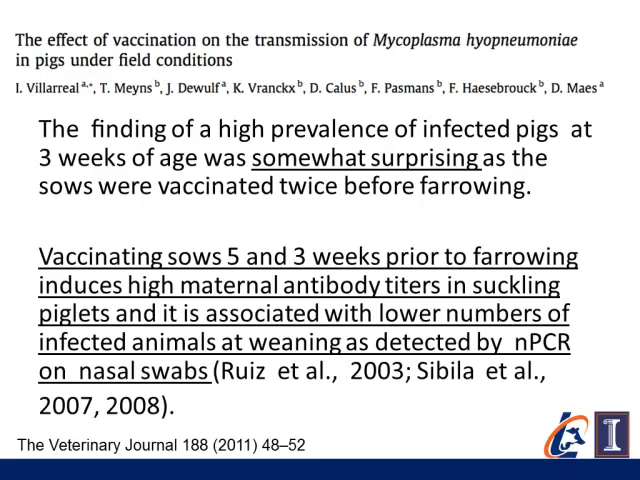 The effect of vaccination on the transmission of Mycoplasma hyopneumoniae
in pigs under field conditions
I. Villarreal a,*, T. Meyns b, J. Dewulf a, K. Vranckx b, D. Calus b, F. Pasmans b, F. Haesebrouck b, D. Maes a
The finding of a high prevalence of infected pigs at
3 weeks of age was somewhat surprising as the
sows were vaccinated twice before farrowing.
Vaccinating sows 5 and 3 weeks prior to farrowing
induces high maternal antibody titers in suckling
piglets and it is associated with lower numbers of
infected animals at weaning as detected by nPCR
on nasal swabs (Ruiz et al., 2003; Sibila et al.,
2007, 2008).
The Veterinary Journal 188 (2011) 48–52
I